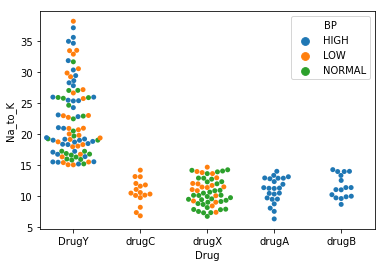 BP
HIGH
LOW
NORMAL
Na_to_K
35
30
25
20
15
10
5
DrugY
drugC
drugX
drugA
drugB
Drug